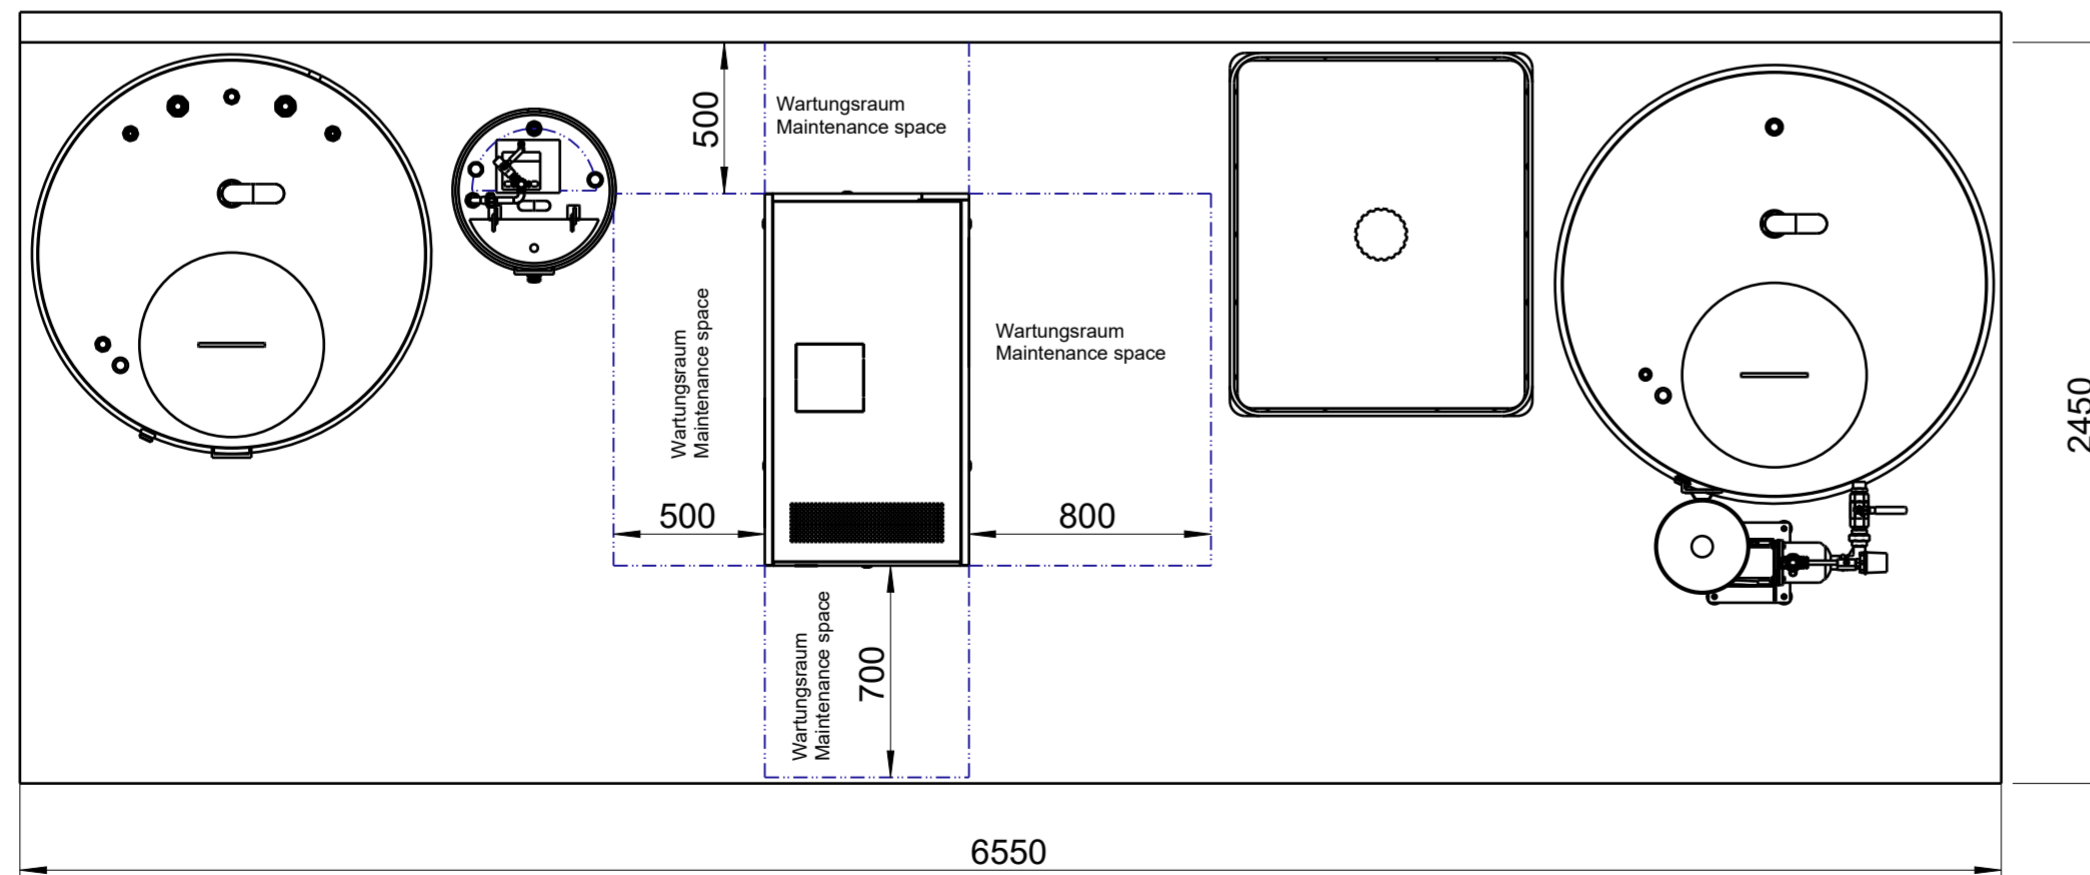 500
Wartungsraum
Maintenance space
Wartungsraum
Maintenance space
Wartungsraum
Maintenance space
500
800
Wartungsraum
Maintenance space
700
2450
6550